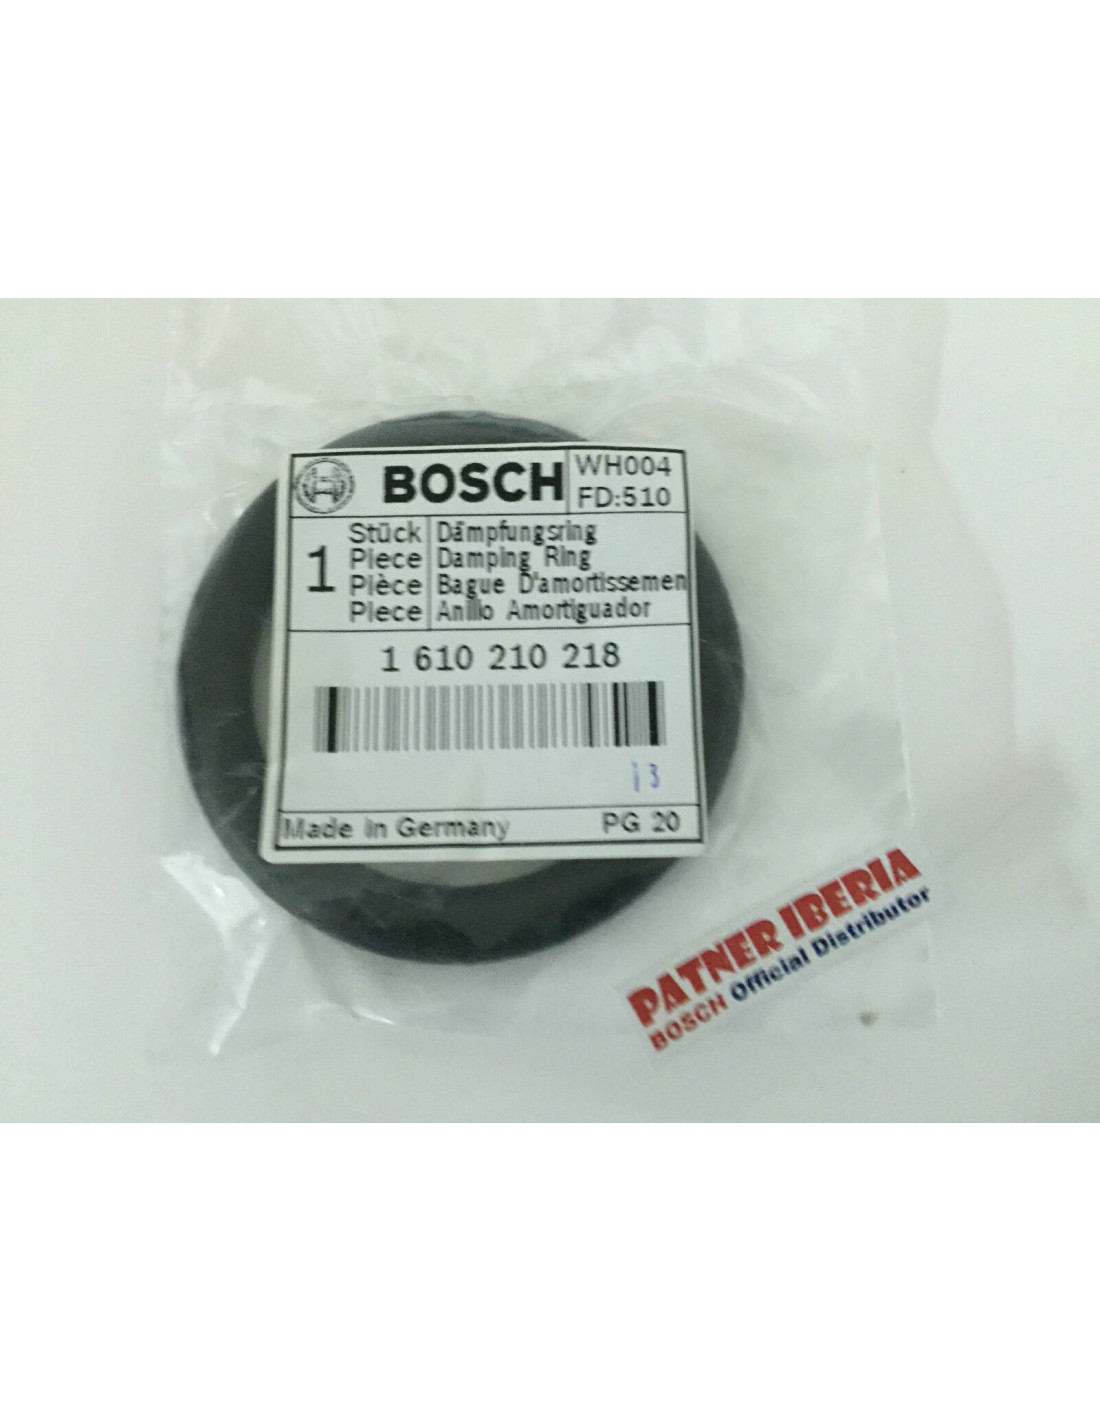 BOSCH
WH004
FD:510
1
Stück Dämpfungsring
Piece Damping Ring
Pièce Bague D'amortissemen
Piece Anillo Amortiguador
1 610 210 218
i 3
Made in Germany PG 20
PATNER IBERIA
BOSCH Official Distributor